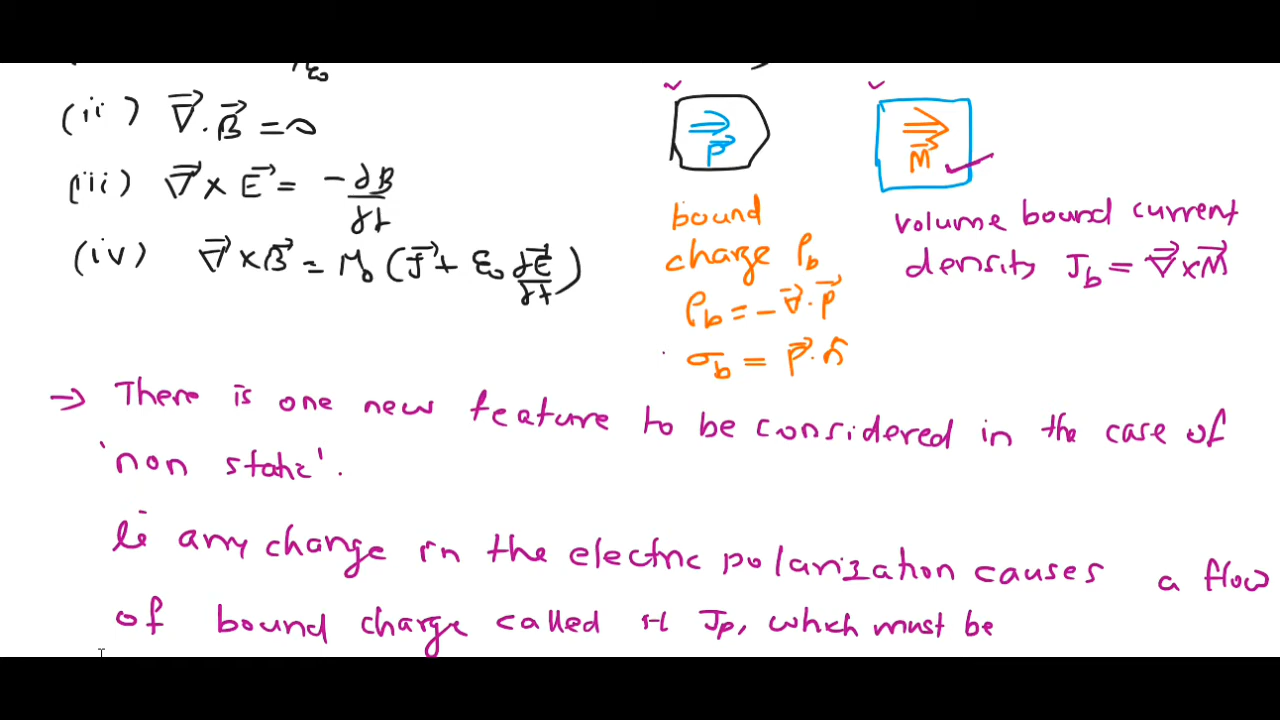 (ii) ∇⃗.B⃗ = 0
(iii) ∇⃗ × E⃗ = -∂B/∂t
(iv) ∇⃗ × B⃗ = μ₀ (J⃗ + ε₀ ∂E⃗/∂t)
P⃗
bound
charge ρb
ρb = -∇⃗.P⃗
σb = P⃗.n̂
M⃗
volume bound current
density Jb = ∇⃗×M⃗
→ There is one new feature to be considered in the case of
'non static'.
ie any change in the electric polarization causes a flow
of bound charge called Jp, which must be